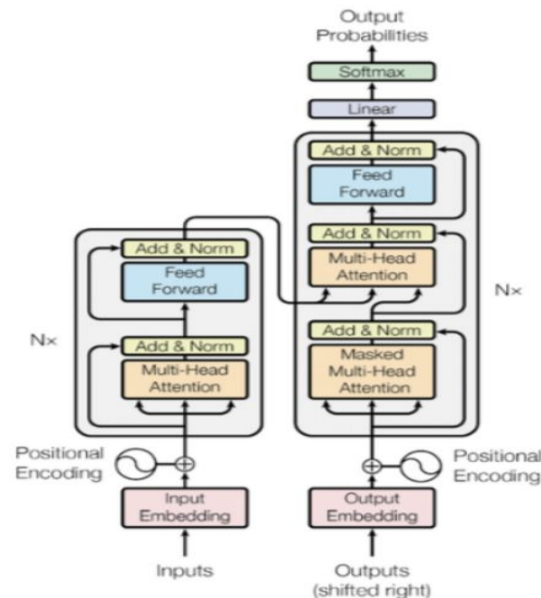 Output
Probabilities
Softmax
Linear
Add & Norm
Feed
Forward
Add & Norm
Multi-Head
Attention
Add & Norm
Masked
Multi-Head
Attention
Nx
Add & Norm
Feed
Forward
Add & Norm
Multi-Head
Attention
Nx
Positional
Encoding
Positional
Encoding
Input
Embedding
Output
Embedding
Inputs
Outputs
(shifted right)